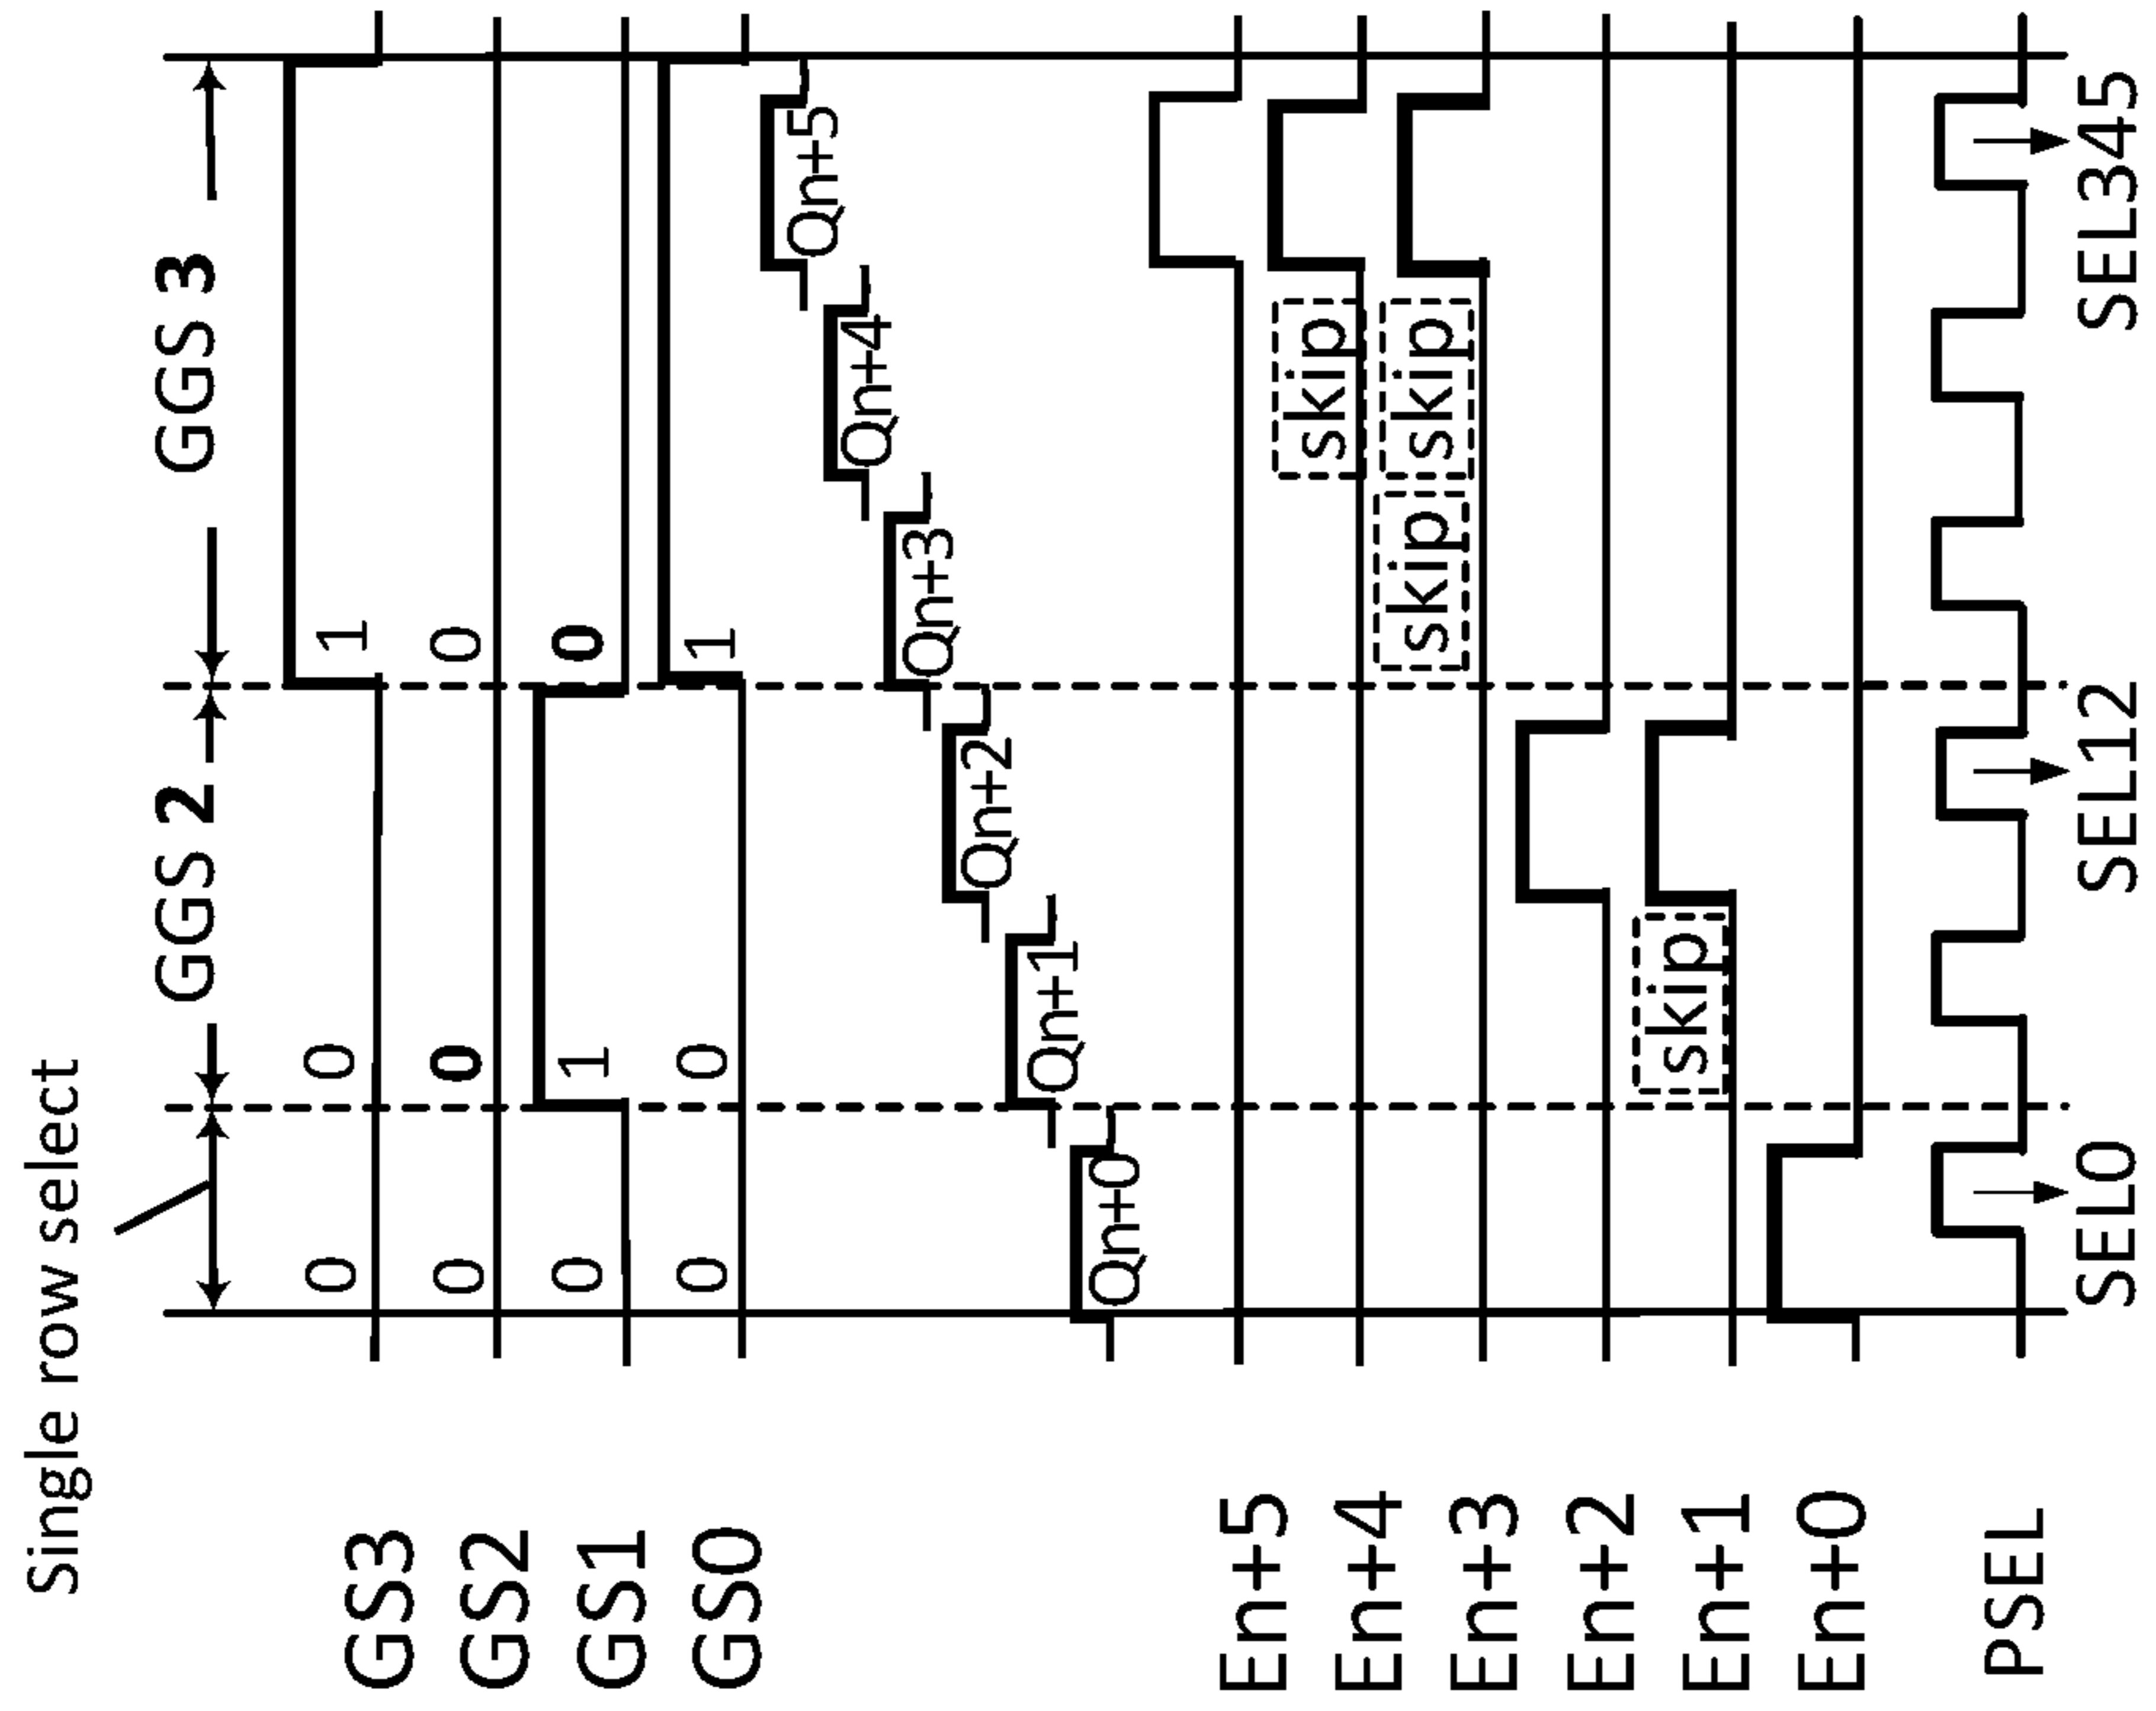 Single row select
GGS 2
GGS 3
GS3
0
0
1
GS2
0
0
0
GS1
0
1
0
GS0
0
0
1
Qn+5
Qn+4
Qn+3
Qn+2
Qn+1
Qn+0
En+5
En+4
skip
En+3
skip
skip
En+2
En+1
skip
En+0
PSEL
SEL0
SEL12
SEL345